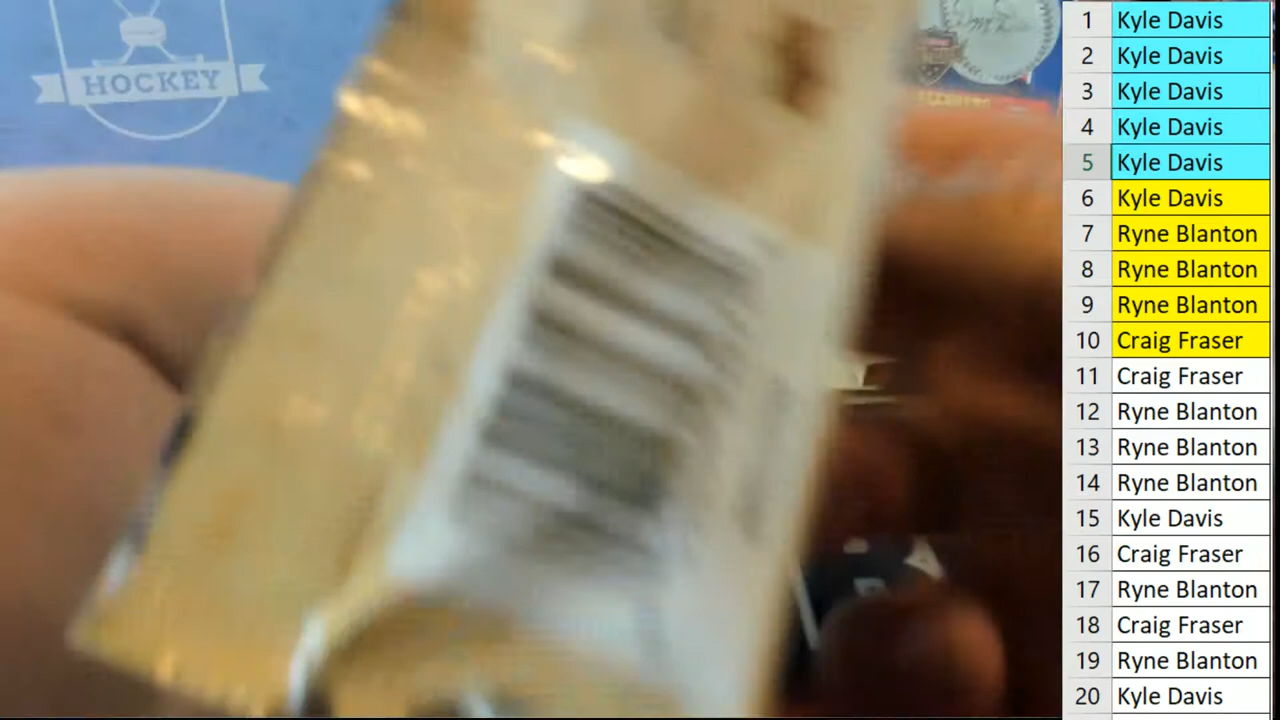 HOCKEY
1 Kyle Davis
2 Kyle Davis
3 Kyle Davis
4 Kyle Davis
5 Kyle Davis
6 Kyle Davis
7 Ryne Blanton
8 Ryne Blanton
9 Ryne Blanton
10 Craig Fraser
11 Craig Fraser
12 Ryne Blanton
13 Ryne Blanton
14 Ryne Blanton
15 Kyle Davis
16 Craig Fraser
17 Ryne Blanton
18 Craig Fraser
19 Ryne Blanton
20 Kyle Davis